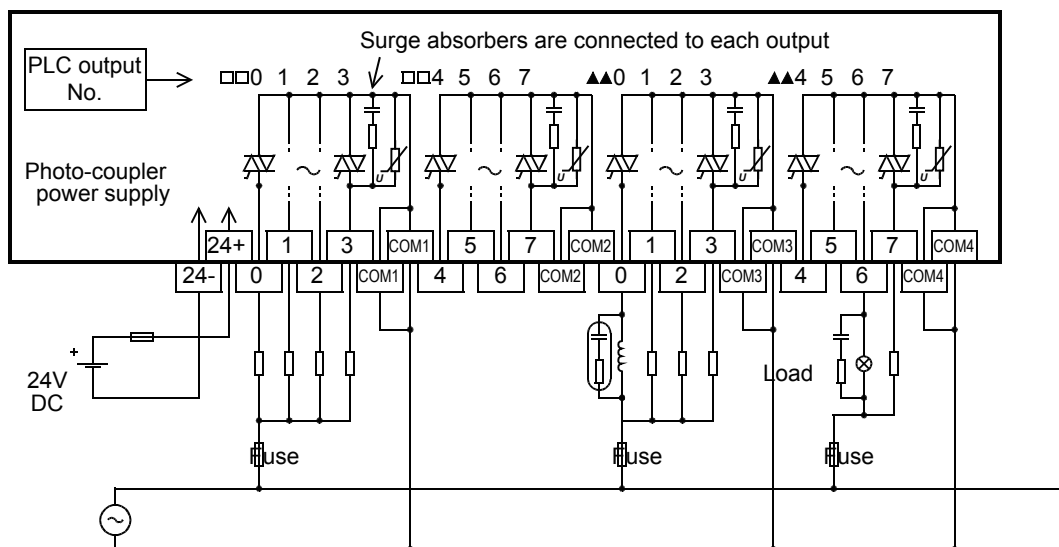 Surge absorbers are connected to each output
PLC output
No.
□□0 1 2 3 □□4 5 6 7 ▲▲0 1 2 3 ▲▲4 5 6 7
Photo-coupler
power supply
U U U U
24+ 1 3 COM1 5 7 COM2 1 3 COM3 5 7 COM4
24- 0 2 COM1 4 6 COM2 0 2 COM3 4 6 COM4
+
24V
DC
Load
Fuse Fuse Fuse